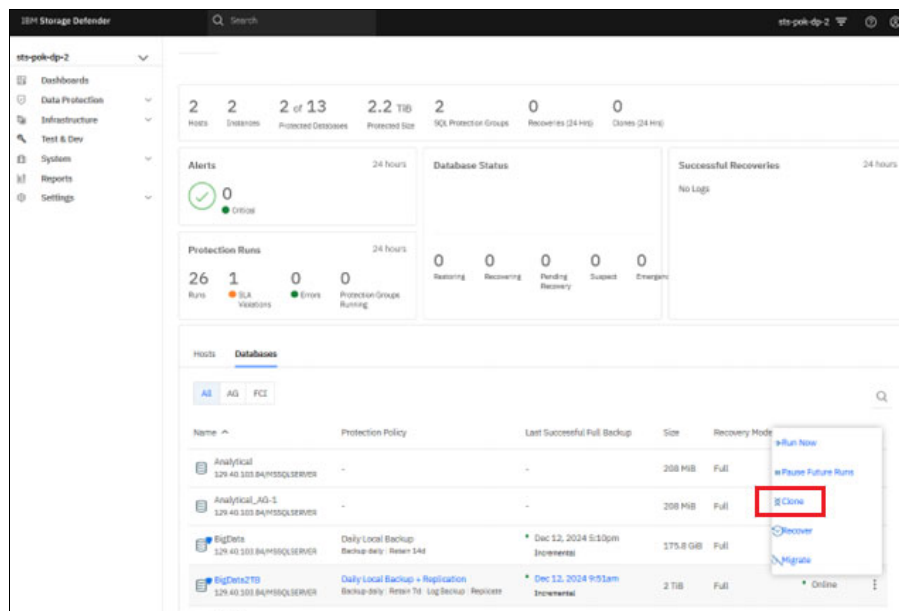 IBM Storage Defender
Search
sts-pok-dp-2
sts-pok-dp-2
Dashboards
Data Protection
Infrastructure
Test & Dev
System
Reports
Settings
2 2 2 of 13 2.2 TiB 2 0 0
Hosts Instances Protected Databases Protected Size SQL Protection Groups Recoveries (24 Hrs) Clones (24 Hrs)
Alerts 24 hours
0
Critical
Database Status
Successful Recoveries 24 hours
No Logs
Protection Runs 24 hours
26 1 0 0
Runs SLA Violations Errors Protection Groups Running
0 0 0 0 0
Restoring Recovering Pending Recovery Suspect Emergenc
Hosts Databases
All AG FCI
Name Protection Policy Last Successful Full Backup Size Recovery Mode
Analytical - - 208 MiB Full
129.40.103.84/MSSQLSERVER
Analytical_AG-1 - - 208 MiB Full
129.40.103.84/MSSQLSERVER
BigData Daily Local Backup Dec 12, 2024 5:10pm 175.8 GiB Full
129.40.103.84/MSSQLSERVER Backup daily Retain 14d Incremental
BigData2TB Daily Local Backup + Replication Dec 12, 2024 9:51am 2 TiB Full Online
129.40.103.84/MSSQLSERVER Backup daily Retain 7d Log Backup Replicate Incremental
Run Now
Pause Future Runs
Clone
Recover
Migrate